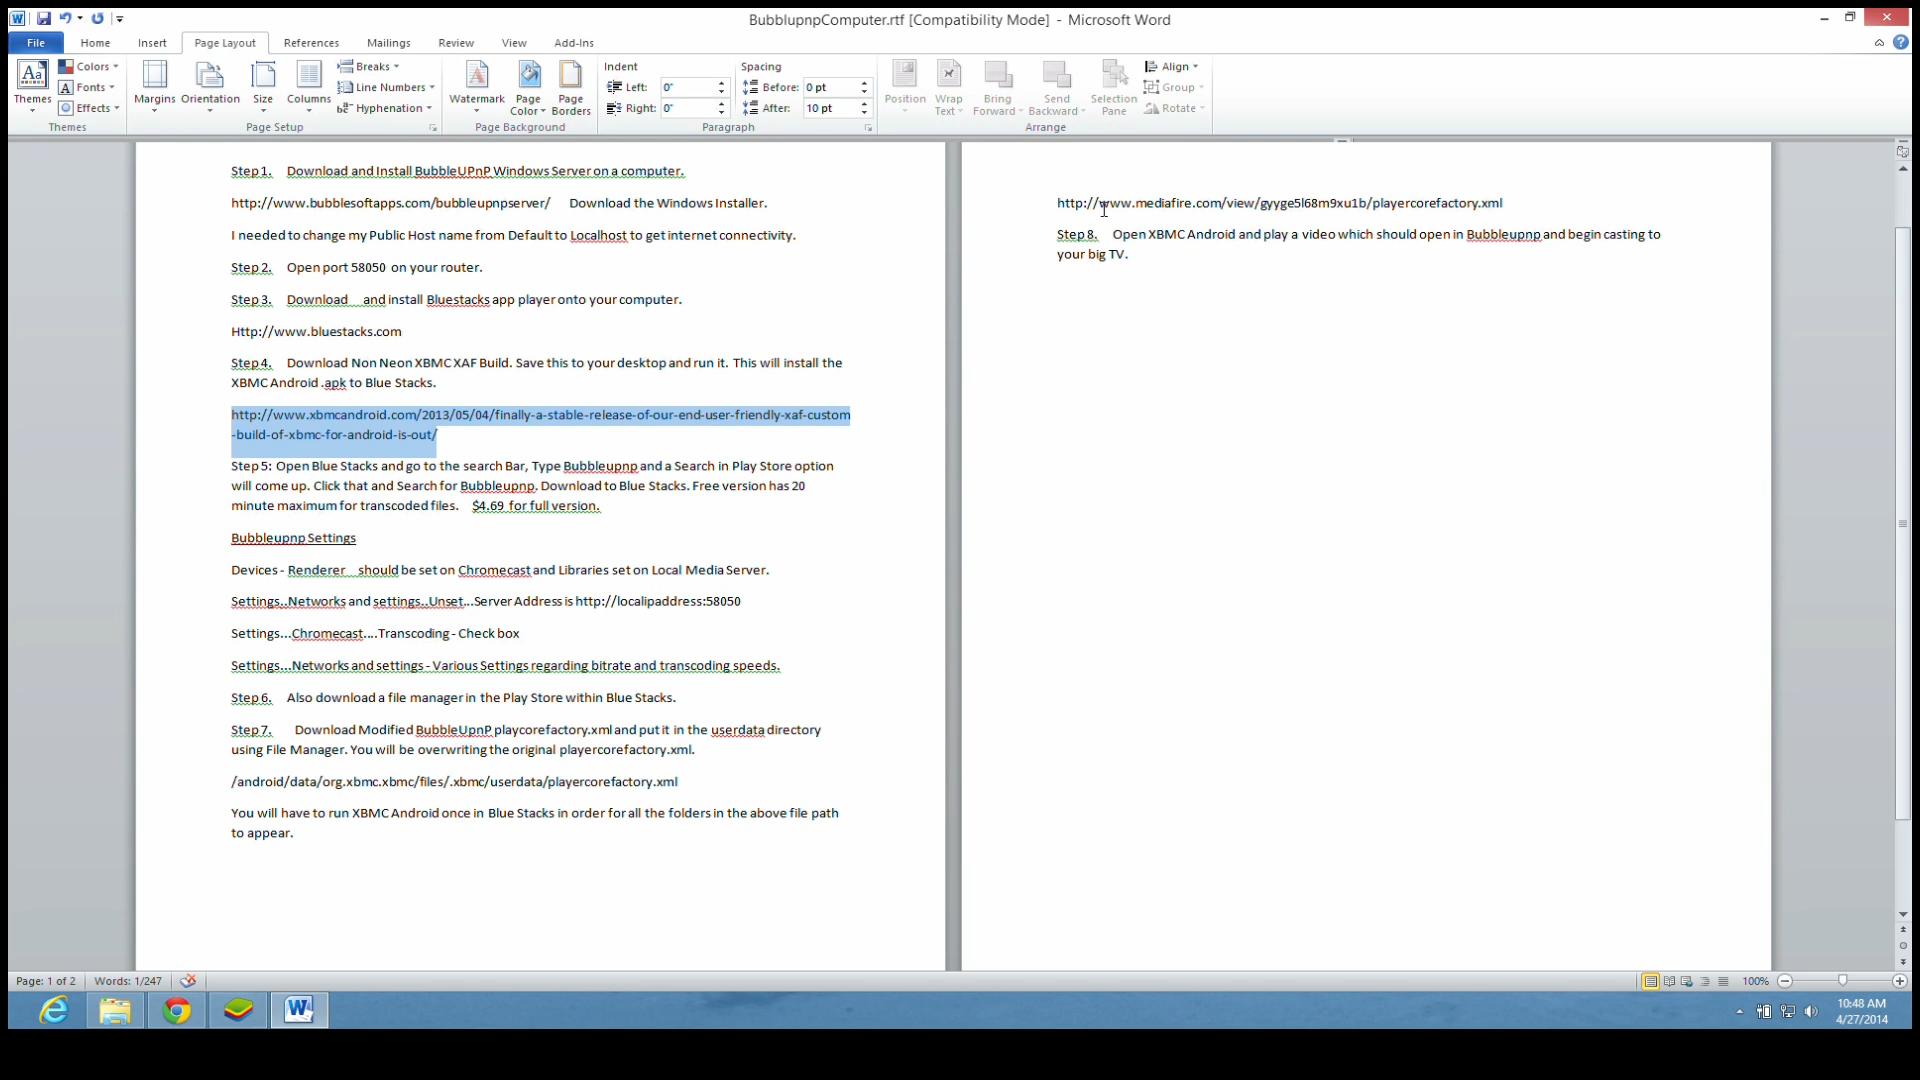 BubblupnpComputer.rtf [Compatibility Mode] - Microsoft Word
File Home Insert Page Layout References Mailings Review View Add-Ins
Themes
Colors
Fonts
Effects
Themes
Margins Orientation Size Columns
Breaks
Line Numbers
Hyphenation
Page Setup
Watermark Page Color Page Borders
Page Background
Indent
Left: 0"
Right: 0"
Spacing
Before: 0 pt
After: 10 pt
Paragraph
Position Wrap Text Bring Forward Send Backward Selection Pane
Align
Group
Rotate
Arrange
Step 1. Download and Install BubbleUPnP Windows Server on a computer.
http://www.bubblesoftapps.com/bubbleupnpserver/ Download the Windows Installer.
I needed to change my Public Host name from Default to Localhost to get internet connectivity.
Step 2. Open port 58050 on your router.
Step 3. Download and install Bluestacks app player onto your computer.
Http://www.bluestacks.com
Step 4. Download Non Neon XBMC XAF Build. Save this to your desktop and run it. This will install the
XBMC Android .apk to Blue Stacks.
http://www.xbmcandroid.com/2013/05/04/finally-a-stable-release-of-our-end-user-friendly-xaf-custom
-build-of-xbmc-for-android-is-out/
Step 5: Open Blue Stacks and go to the search Bar, Type Bubbleupnp and a Search in Play Store option
will come up. Click that and Search for Bubbleupnp. Download to Blue Stacks. Free version has 20
minute maximum for transcoded files. $4.69 for full version.
Bubbleupnp Settings
Devices - Renderer should be set on Chromecast and Libraries set on Local Media Server.
Settings..Networks and settings..Unset...Server Address is http://localipaddress:58050
Settings...Chromecast....Transcoding - Check box
Settings...Networks and settings - Various Settings regarding bitrate and transcoding speeds.
Step 6. Also download a file manager in the Play Store within Blue Stacks.
Step 7. Download Modified BubbleUpnP playcorefactory.xml and put it in the userdata directory
using File Manager. You will be overwriting the original playercorefactory.xml.
/android/data/org.xbmc.xbmc/files/.xbmc/userdata/playercorefactory.xml
You will have to run XBMC Android once in Blue Stacks in order for all the folders in the above file path
to appear.
http://www.mediafire.com/view/gyyge5l68m9xu1b/playercorefactory.xml
Step 8. Open XBMC Android and play a video which should open in Bubbleupnp and begin casting to
your big TV.
Page: 1 of 2 Words: 1/247
100%
10:48 AM
4/27/2014